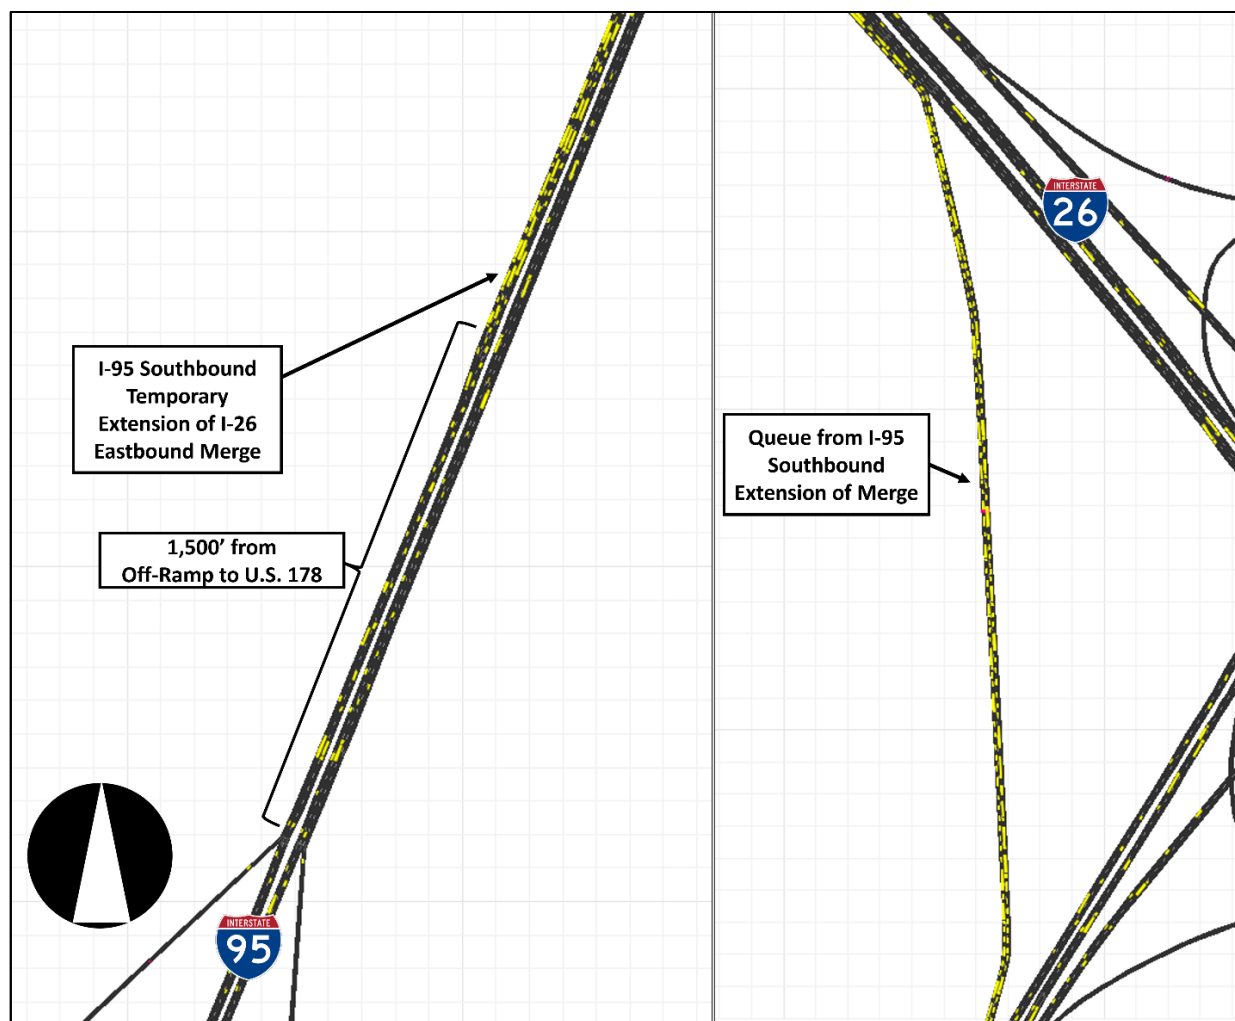 INTERSTATE
26
I-95 Southbound
Temporary
Extension of I-26
Eastbound Merge
Queue from I-95
Southbound
Extension of Merge
1,500’ from
Off-Ramp to U.S. 178
INTERSTATE
95